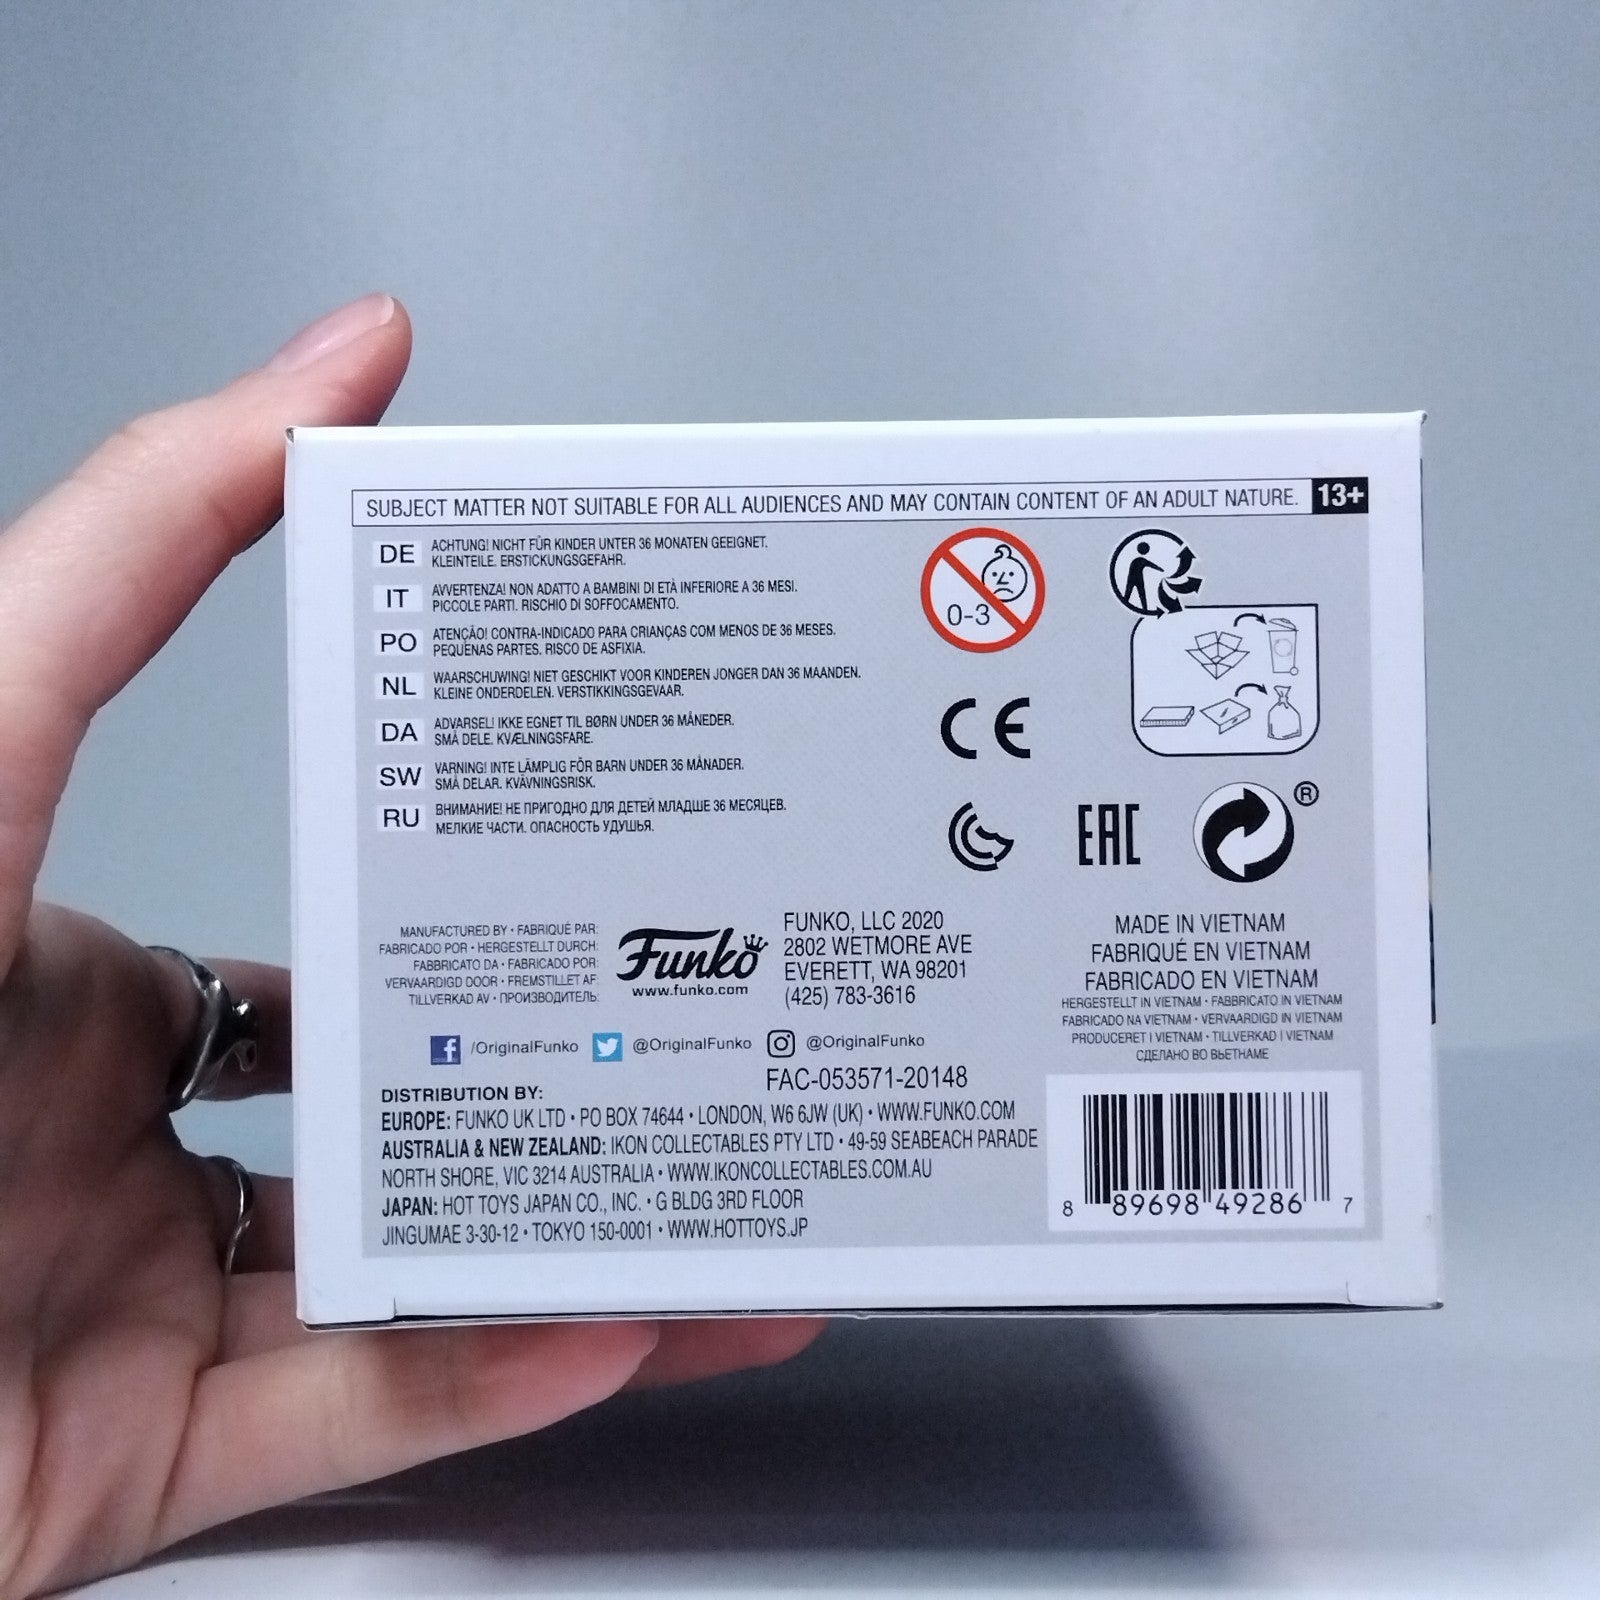 SUBJECT MATTER NOT SUITABLE FOR ALL AUDIENCES AND MAY CONTAIN CONTENT OF AN ADULT NATURE. 13+
DE ACHTUNG! NICHT FÜR KINDER UNTER 36 MONATEN GEEIGNET.
KLEINTEILE. ERSTICKUNGSGEFAHR.
IT AVVERTENZA! NON ADATTO A BAMBINI DI ETÀ INFERIORE A 36 MESI.
PICCOLE PARTI. RISCHIO DI SOFFOCAMENTO.
PO ATENÇÃO! CONTRA-INDICADO PARA CRIANÇAS COM MENOS DE 36 MESES.
PEQUENAS PARTES. RISCO DE ASFIXIA.
NL WAARSCHUWING! NIET GESCHIKT VOOR KINDEREN JONGER DAN 36 MAANDEN.
KLEINE ONDERDELEN. VERSTIKKINGSGEVAAR.
DA ADVARSEL! IKKE EGNET TIL BØRN UNDER 36 MÅNEDER.
SMÅ DELE. KVÆLNINGSFARE.
SW VARNING! INTE LÄMPLIG FÖR BARN UNDER 36 MÅNADER.
SMÅ DELAR. KVÄVNINGSRISK.
RU ВНИМАНИЕ! НЕ ПРИГОДНО ДЛЯ ДЕТЕЙ МЛАДШЕ 36 МЕСЯЦЕВ.
МЕЛКИЕ ЧАСТИ. ОПАСНОСТЬ УДУШЬЯ.
0-3
CE
EAC
®
MANUFACTURED BY • FABRIQUÉ PAR:
FABRICADO POR • HERGESTELLT DURCH:
FABBRICATO DA • FABRICADO POR:
VERVAARDIGD DOOR • FREMSTILLET AF:
TILLVERKAD AV • ПРОИЗВОДИТЕЛЬ:
Funko
www.funko.com
FUNKO, LLC 2020
2802 WETMORE AVE
EVERETT, WA 98201
(425) 783-3616
MADE IN VIETNAM
FABRIQUÉ EN VIETNAM
FABRICADO EN VIETNAM
HERGESTELLT IN VIETNAM • FABBRICATO IN VIETNAM
FABRICADO NA VIETNAM • VERVAARDIGD IN VIETNAM
PRODUCERET I VIETNAM • TILLVERKAD I VIETNAM
СДЕЛАНО ВО ВЬЕТНАМЕ
/OriginalFunko @OriginalFunko @OriginalFunko
FAC-053571-20148
DISTRIBUTION BY:
EUROPE: FUNKO UK LTD • PO BOX 74644 • LONDON, W6 6JW (UK) • WWW.FUNKO.COM
AUSTRALIA & NEW ZEALAND: IKON COLLECTABLES PTY LTD • 49-59 SEABEACH PARADE
NORTH SHORE, VIC 3214 AUSTRALIA • WWW.IKONCOLLECTABLES.COM.AU
JAPAN: HOT TOYS JAPAN CO., INC. • G BLDG 3RD FLOOR
JINGUMAE 3-30-12 • TOKYO 150-0001 • WWW.HOTTOYS.JP
8 89698 49286 7